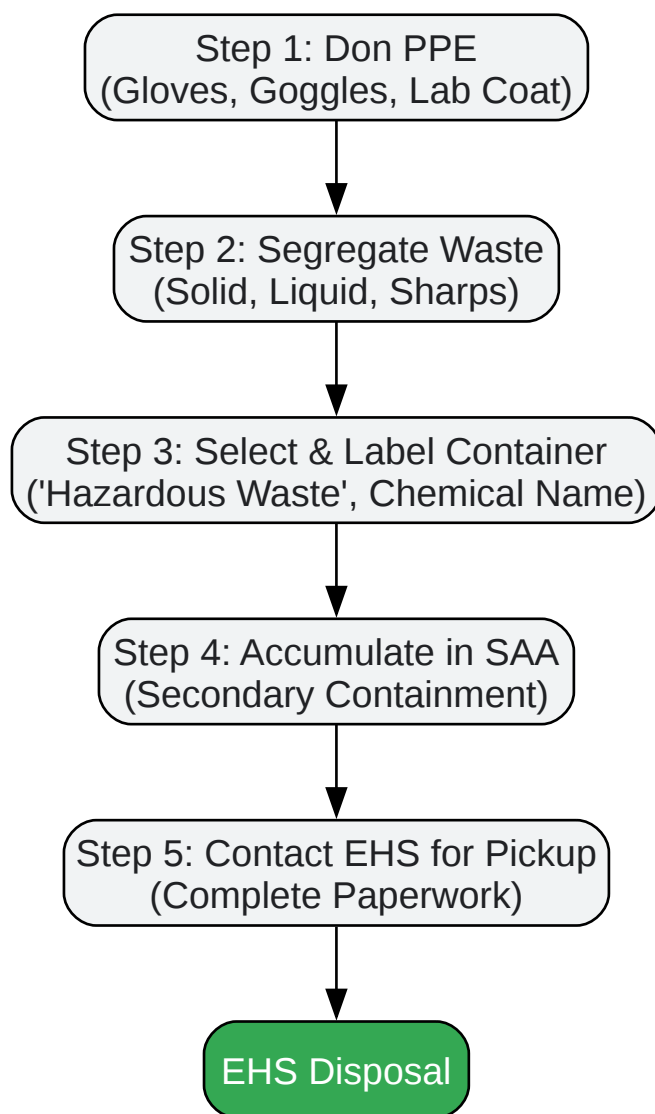 Step 1: Don PPE
(Gloves, Goggles, Lab Coat)
Step 2: Segregate Waste
(Solid, Liquid, Sharps)
Step 3: Select & Label Container
('Hazardous Waste', Chemical Name)
Step 4: Accumulate in SAA
(Secondary Containment)
Step 5: Contact EHS for Pickup
(Complete Paperwork)
EHS Disposal